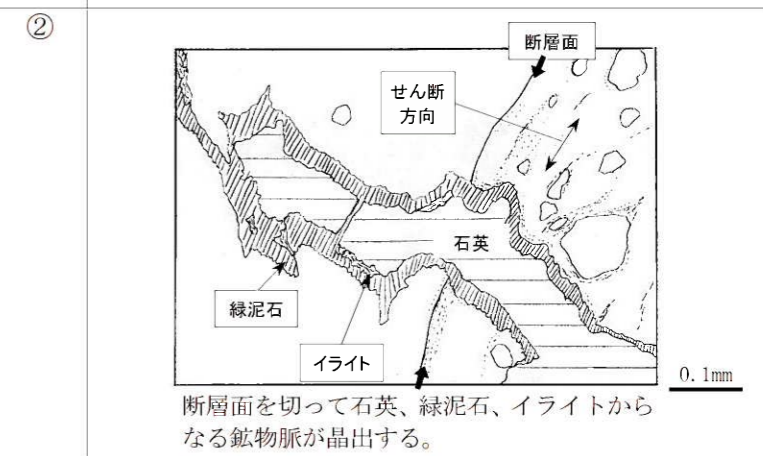 ②
断層面
せん断
方向
石英
緑泥石
イライト
0.1mm
断層面を切って石英、緑泥石、イライトから
なる鉱物脈が晶出する。